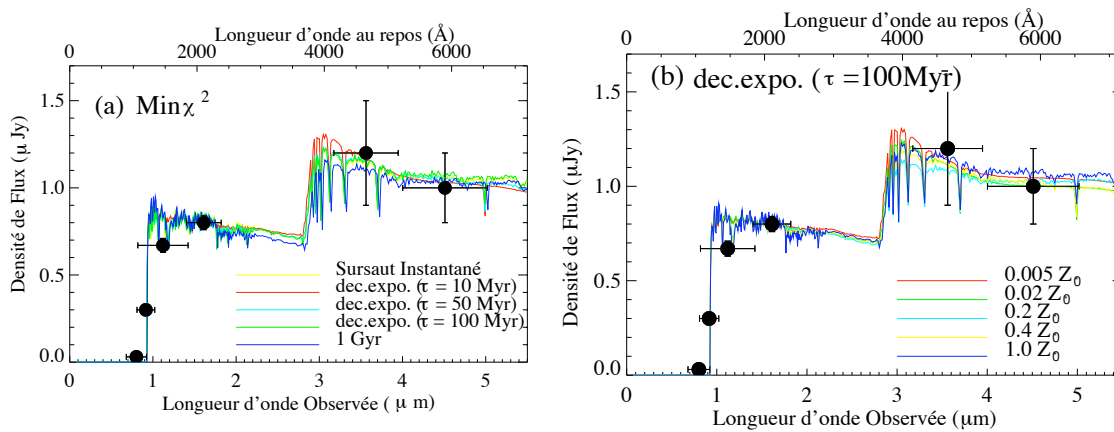 Longueur d'onde au repos (Å)
0 2000 4000 6000
(a) Min χ²
Densité de Flux (μ Jy)
1.5
1.0
0.5
0.0
Sursaut Instantané
dec.expo. (τ = 10 Myr)
dec.expo. (τ = 50 Myr)
dec.expo. (τ = 100 Myr)
1 Gyr
0 1 2 3 4 5
Longueur d'onde Observée ( μ m)
Longueur d'onde au repos (Å)
0 2000 4000 6000
(b) dec.expo. (τ =100Myr)
Densité de Flux (μJy)
1.5
1.0
0.5
0.0
0.005 Z₀
0.02 Z₀
0.2 Z₀
0.4 Z₀
1.0 Z₀
0 1 2 3 4 5
Longueur d'onde Observée (μm)